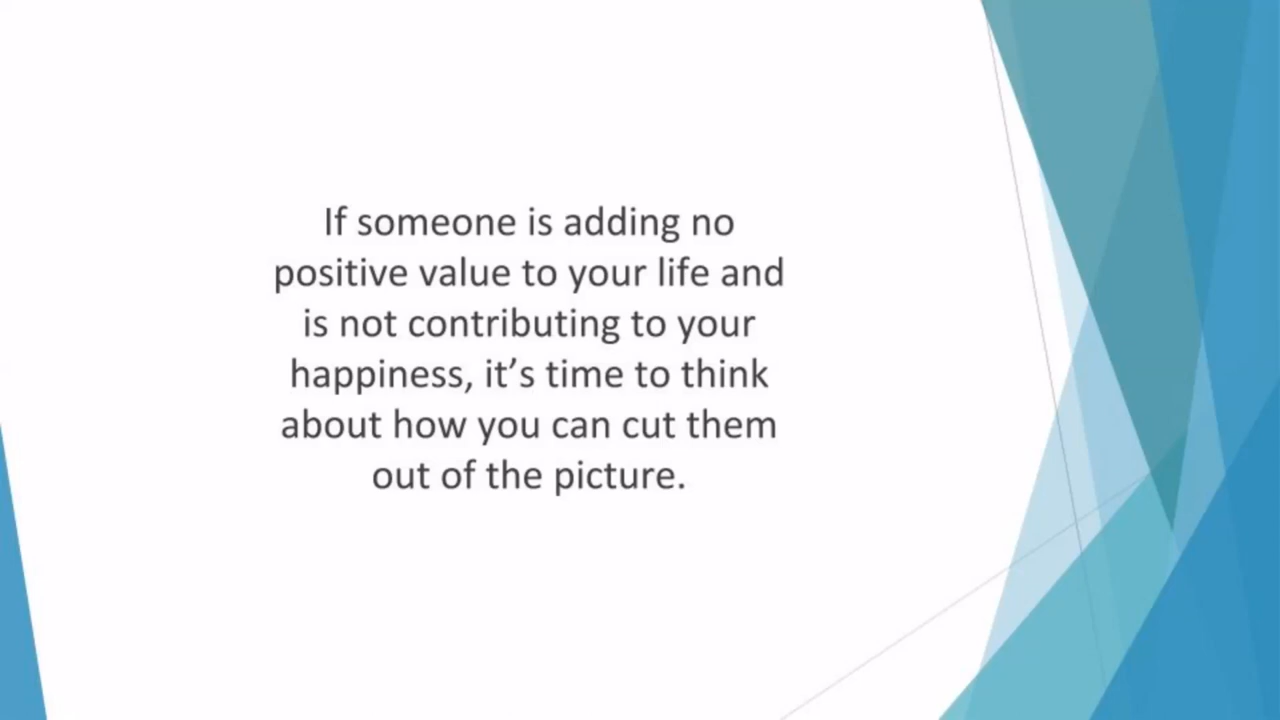 If someone is adding no
positive value to your life and
is not contributing to your
happiness, it’s time to think
about how you can cut them
out of the picture.